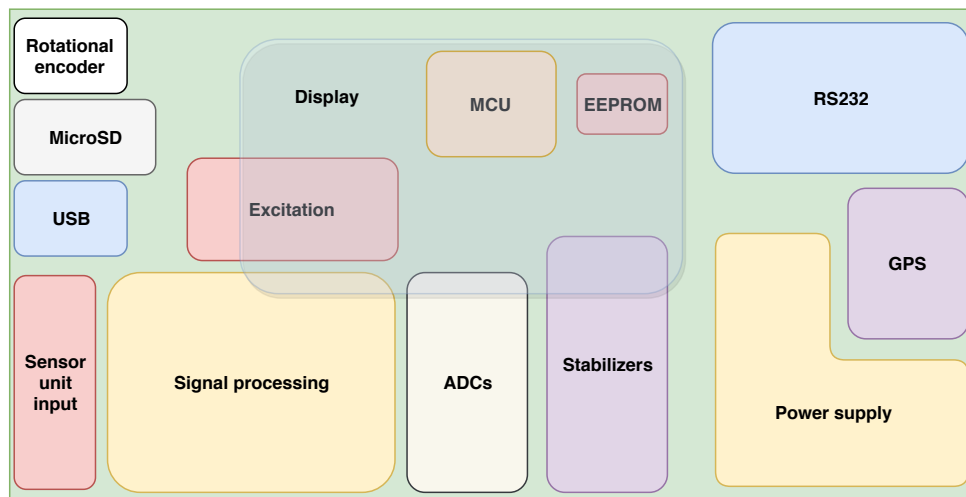 Rotational
encoder
MicroSD
USB
Sensor
unit
input
Display
MCU
EEPROM
Excitation
Signal processing
ADCs
Stabilizers
RS232
GPS
Power supply